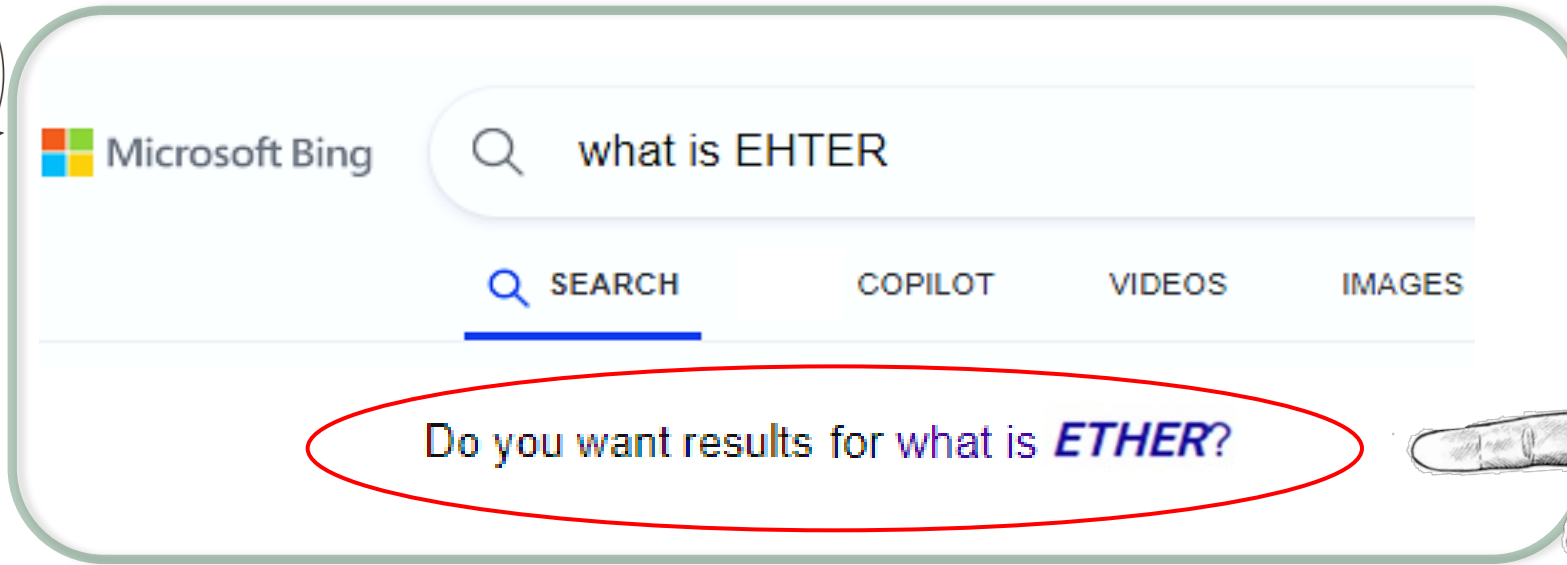 Microsoft Bing
what is EHTER
SEARCH COPILOT VIDEOS IMAGES
Do you want results for what is ETHER?